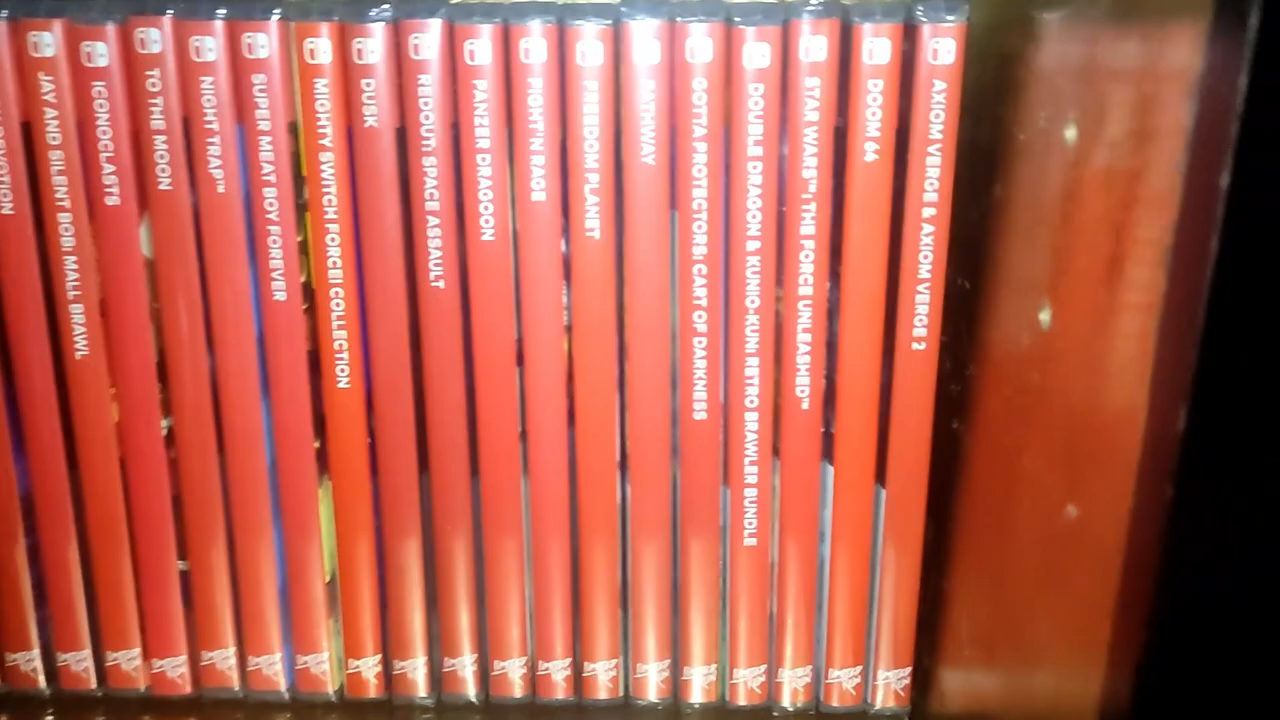 JAY AND SILENT BOB: MALL BRAWL
ICONOCLASTS
TO THE MOON
NIGHT TRAP™
SUPER MEAT BOY FOREVER
MIGHTY SWITCH FORCE! COLLECTION
DUSK
REDOUT: SPACE ASSAULT
PANZER DRAGOON
FIGHT'N RAGE
FREEDOM PLANET
PATHWAY
GOTTA PROTECTORS: CART OF DARKNESS
DOUBLE DRAGON & KUNIO-KUN: RETRO BRAWLER BUNDLE
STAR WARS™: THE FORCE UNLEASHED™
DOOM 64
AXIOM VERGE & AXIOM VERGE 2